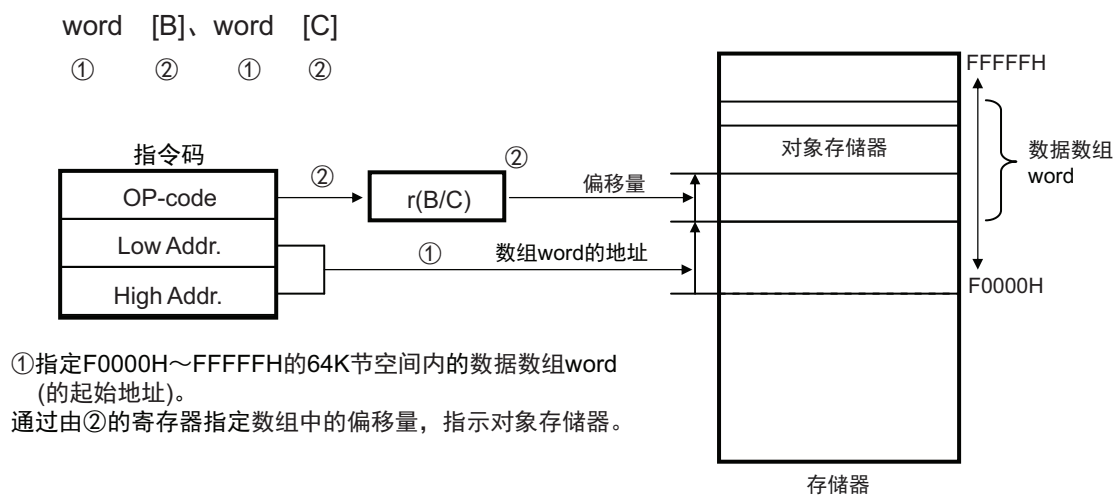 word [B]、word [C]
① ② ① ②
FFFFFH
对象存储器
数据数组
word
指令码
②
②
OP-code
r(B/C)
偏移量
Low Addr.
①
数组word的地址
High Addr.
F0000H
①指定F0000H～FFFFFH的64K节空间内的数据数组word
(的起始地址)。
通过由②的寄存器指定数组中的偏移量，指示对象存储器。
存储器